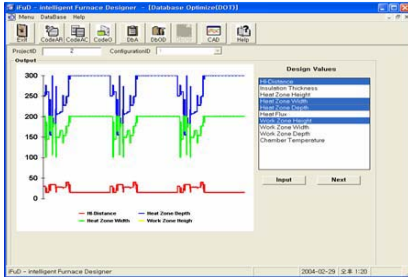 iFuD - intelligent Furnace Designer - [Database Optimize(DOT)]
Menu DataBase Help
Exit CodeAR CodeAC CodeO DbA DbOD CAD Help
ProjectID 2 ConfigurationID 1
Output
300
250
200
150
100
50
0
Hi-Distance Heat Zone Depth
Heat Zone Width Work Zone Heigh
Design Values
Hi-Distance
Insulation Thickness
Heat Zone Height
Heat Zone Width
Heat Zone Depth
Heat Flux
Work Zone Height
Work Zone Width
Work Zone Depth
Chamber Temperature
Input Next
iFuD - intelligent Furnace Designer 2004-02-29 오후 1:20